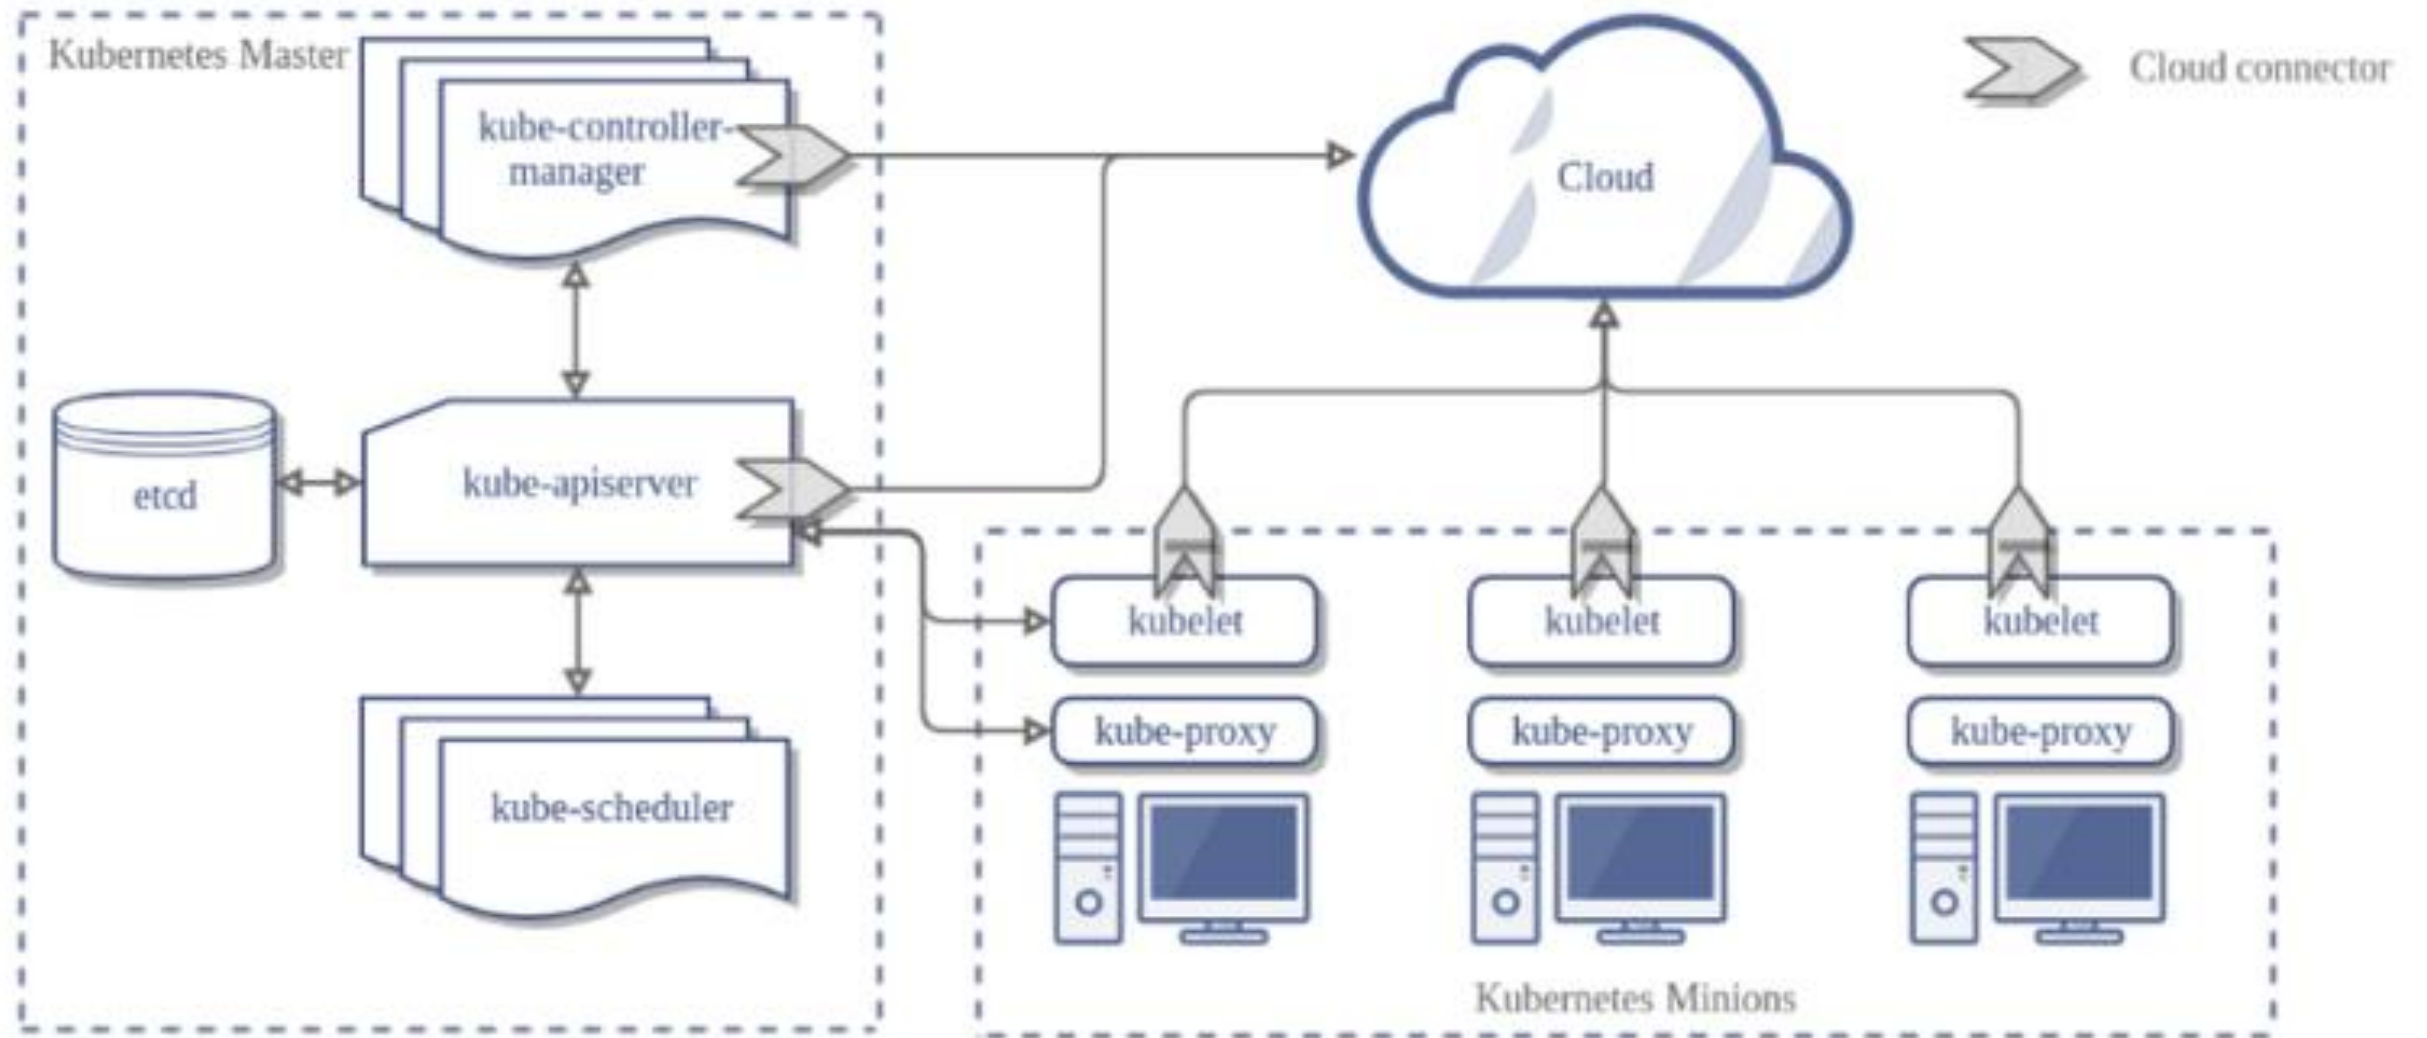 Kubernetes Master
kube-controller-
manager
Cloud
Cloud connector
etcd
kube-apiserver
kubelet
kubelet
kubelet
kube-proxy
kube-proxy
kube-proxy
kube-scheduler
Kubernetes Minions